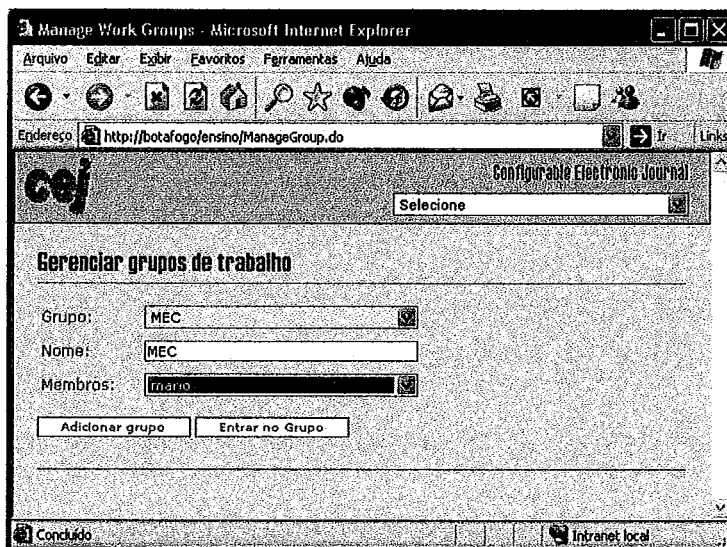 Manage Work Groups - Microsoft Internet Explorer
Arquivo Editar Exibir Favoritos Ferramentas Ajuda
Endereço http://botafogo/ensino/ManageGroup.do Ir Links
cej
Configurable Electronic Journal
Selecione
Gerenciar grupos de trabalho
Grupo: MEC
Nome: MEC
Membros: mario
Adicionar grupo Entrar no Grupo
Concluído Intranet local